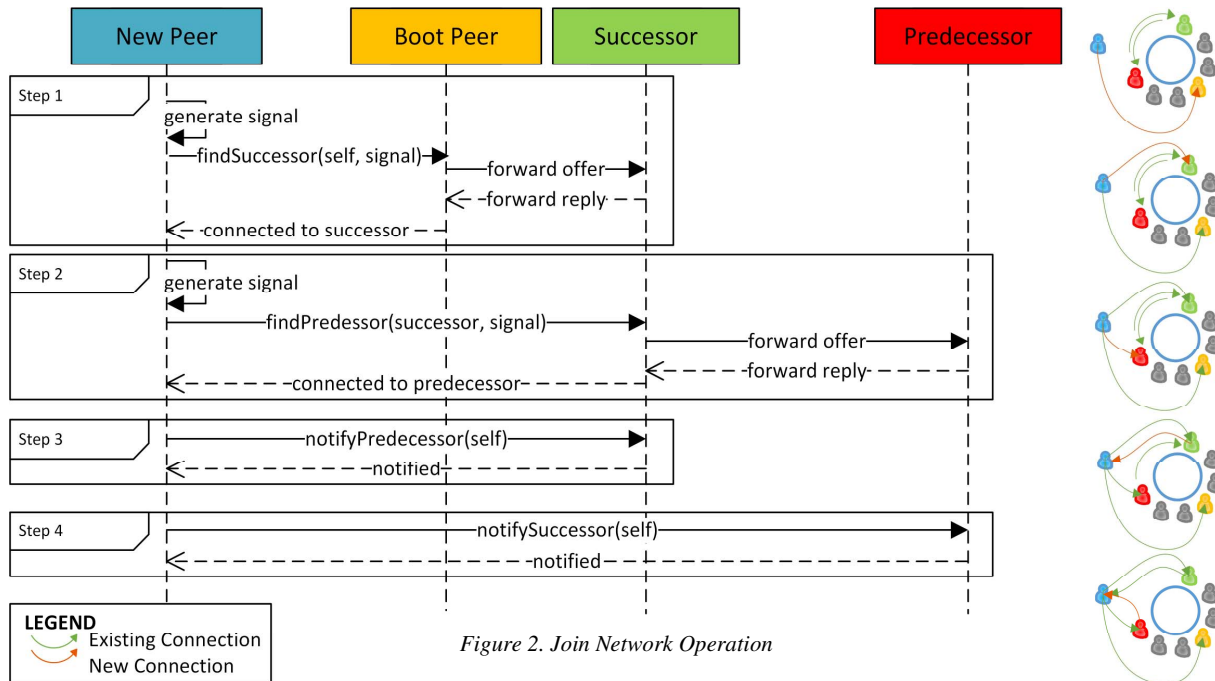 New Peer
Boot Peer
Successor
Predecessor
Step 1
generate signal
findSuccessor(self, signal)
forward offer
forward reply
connected to successor
Step 2
generate signal
findPredessor(successor, signal)
forward offer
forward reply
connected to predecessor
Step 3
notifyPredecessor(self)
notified
Step 4
notifySuccessor(self)
notified
LEGEND
Existing Connection
New Connection
Figure 2. Join Network Operation